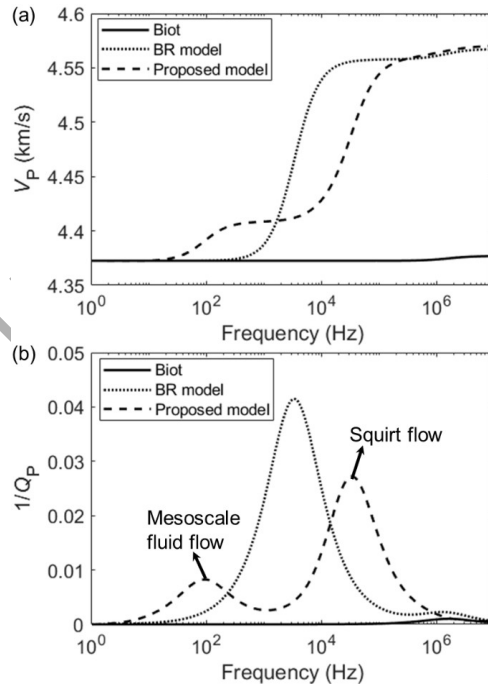 (a)
4.6
4.55
4.5
4.45
4.4
4.35
V_P (km/s)
Biot
BR model
Proposed model
10^0
10^2
10^4
10^6
Frequency (Hz)
(b)
0.05
0.04
0.03
0.02
0.01
0
1/Q_P
Biot
BR model
Proposed model
Squirt flow
Mesoscale
fluid flow
10^0
10^2
10^4
10^6
Frequency (Hz)